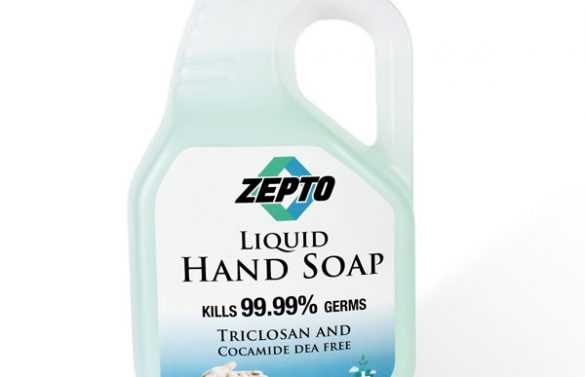 ZEPTO
LIQUID
HAND SOAP
KILLS 99.99% GERMS
TRICLOSAN AND
COCAMIDE DEA FREE